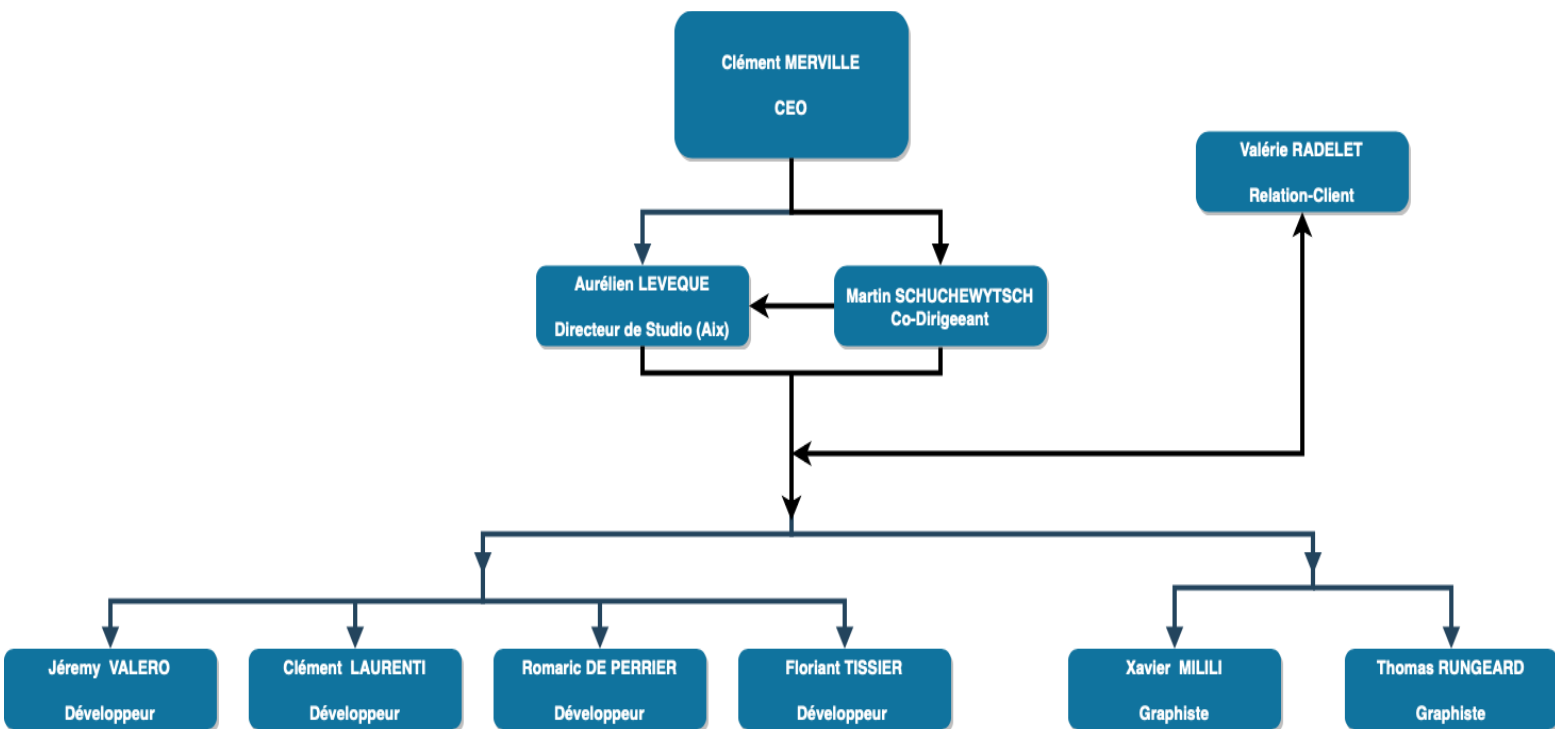 Clément MERVILLE
CEO
Valérie RADELET
Relation-Client
Aurélien LEVEQUE
Directeur de Studio (Aix)
Martin SCHUCHEWYTSCH
Co-Dirigeeant
Jéremy VALERO
Développeur
Clément LAURENTI
Développeur
Romaric DE PERRIER
Développeur
Floriant TISSIER
Développeur
Xavier MILILI
Graphiste
Thomas RUNGEARD
Graphiste